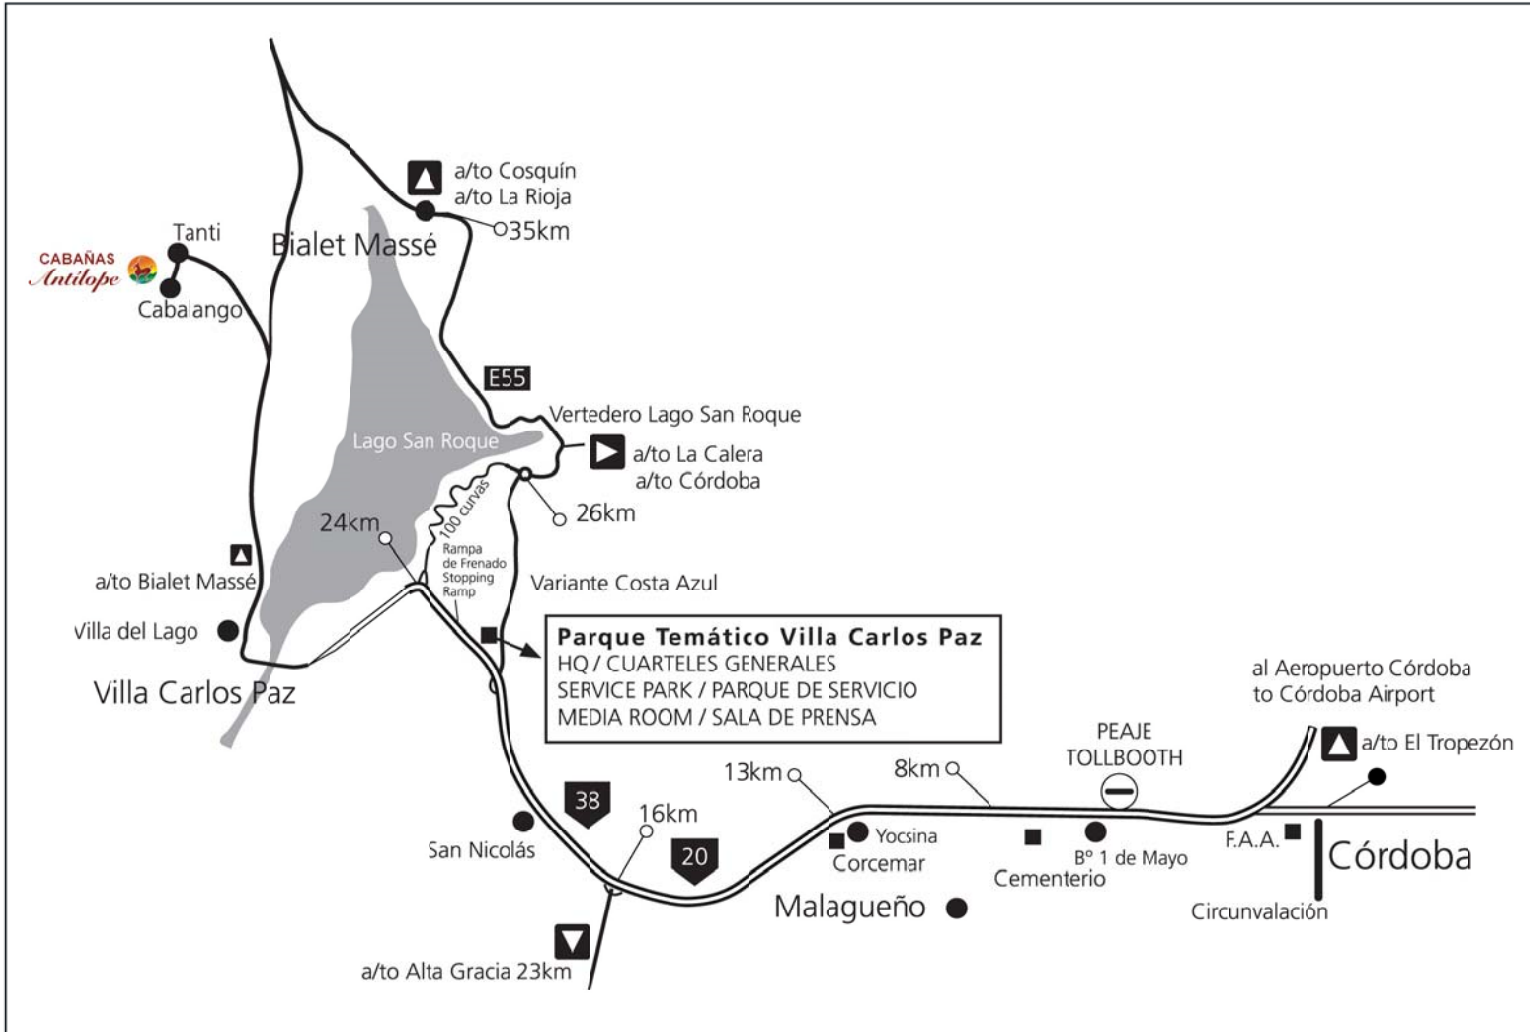 a/to Cosquín
a/to La Rioja
35km
Tanti
Bialet Massé
CABAÑAS
Antílope
Cabalango
E55
Vertedero Lago San Roque
Lago San Roque
a/to La Calera
a/to Córdoba
100 curvas
26km
24km
Rampa
de Frenado
Stopping
Ramp
a/to Bialet Massé
Variante Costa Azul
Villa del Lago
Parque Temático Villa Carlos Paz
HQ / CUARTELES GENERALES
SERVICE PARK / PARQUE DE SERVICIO
MEDIA ROOM / SALA DE PRENSA
Villa Carlos Paz
al Aeropuerto Córdoba
to Córdoba Airport
PEAJE
TOLLBOOTH
a/to El Tropezón
13km
8km
38
16km
San Nicolás
20
Yocsina
Corcemar
Cementerio
Bº 1 de Mayo
F.A.A.
Córdoba
Malagueño
Circunvalación
a/to Alta Gracia 23km